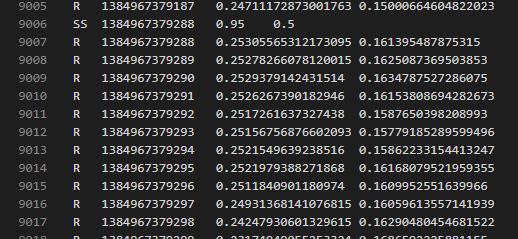 9005 R 1384967379187 0.24711172873001763 0.15000664604822023
9006 SS 1384967379288 0.95 0.5
9007 R 1384967379288 0.25305565312173095 0.161395487875315
9008 R 1384967379289 0.25278266078120015 0.1625087369503853
9009 R 1384967379290 0.2529379142431514 0.1634787527286075
9010 R 1384967379291 0.2526267390182946 0.16153808694282673
9011 R 1384967379292 0.2517261637327438 0.1587650398208993
9012 R 1384967379293 0.25156756876602093 0.15779185289599496
9013 R 1384967379294 0.2521549639238516 0.15862233154413247
9014 R 1384967379295 0.2521979388271868 0.16168079521959355
9015 R 1384967379296 0.2511840901180974 0.1609952551639966
9016 R 1384967379297 0.24931368141076815 0.16059613557141939
9017 R 1384967379298 0.24247930601329615 0.16290480454681522